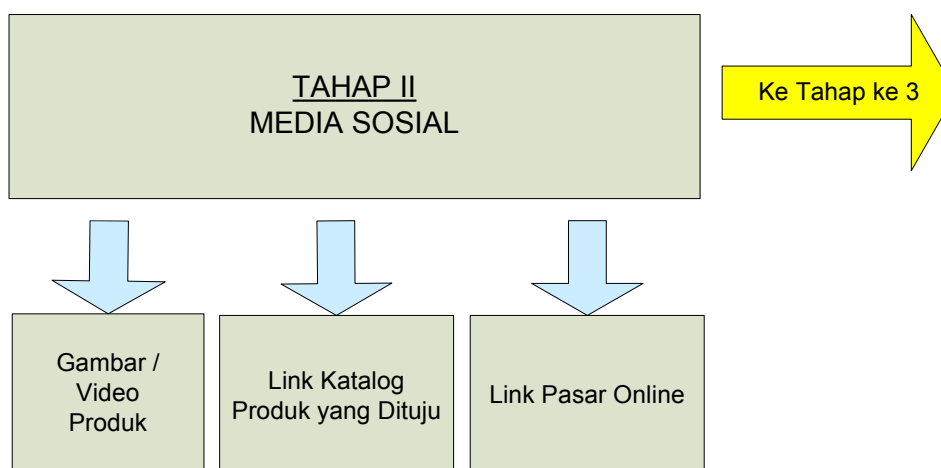 TAHAP II
MEDIA SOSIAL
Ke Tahap ke 3
Gambar /
Video
Produk
Link Katalog
Produk yang Dituju
Link Pasar Online